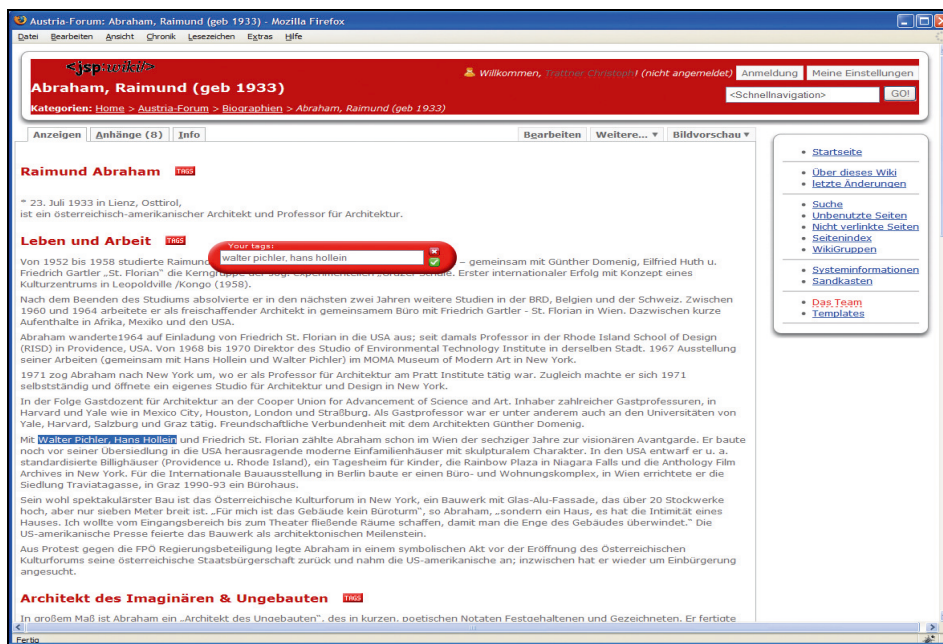 Austria-Forum: Abraham, Raimund (geb 1933) - Mozilla Firefox
Datei Bearbeiten Ansicht Chronik Lesezeichen Extras Hilfe
<jsp:wiki/>
Willkommen, Trattner Christoph! (nicht angemeldet) Anmeldung Meine Einstellungen
Abraham, Raimund (geb 1933)
<Schnellnavigation> GO!
Kategorien: Home > Austria-Forum > Biographien > Abraham, Raimund (geb 1933)
Anzeigen Anhänge (8) Info Bearbeiten Weitere... Bildvorschau
Raimund Abraham TAGS
* 23. Juli 1933 in Lienz, Osttirol,
ist ein österreichisch-amerikanischer Architekt und Professor für Architektur.
Leben und Arbeit TAGS
Your tags:
walter pichler, hans hollein
Von 1952 bis 1958 studierte Raimund – gemeinsam mit Günther Domenig, Eilfried Huth u.
Friedrich Gartler „St. Florian" die Kerngruppe der sog. experimentellen „Grazer Schule. Erster internationaler Erfolg mit Konzept eines
Kulturzentrums in Leopoldville /Kongo (1958).
Nach dem Beenden des Studiums absolvierte er in den nächsten zwei Jahren weitere Studien in der BRD, Belgien und der Schweiz. Zwischen
1960 und 1964 arbeitete er als freischaffender Architekt in gemeinsamem Büro mit Friedrich Gartler - St. Florian in Wien. Dazwischen kurze
Aufenthalte in Afrika, Mexiko und den USA.
Abraham wanderte1964 auf Einladung von Friedrich St. Florian in die USA aus; seit damals Professor in der Rhode Island School of Design
(RISD) in Providence, USA. Von 1968 bis 1970 Direktor des Studio of Environmental Technology Institute in derselben Stadt. 1967 Ausstellung
seiner Arbeiten (gemeinsam mit Hans Hollein und Walter Pichler) im MOMA Museum of Modern Art in New York.
1971 zog Abraham nach New York um, wo er als Professor für Architektur am Pratt Institute tätig war. Zugleich machte er sich 1971
selbstständig und öffnete ein eigenes Studio für Architektur und Design in New York.
In der Folge Gastdozent für Architektur an der Cooper Union for Advancement of Science and Art. Inhaber zahlreicher Gastprofessuren, in
Harvard und Yale wie in Mexico City, Houston, London und Straßburg. Als Gastprofessor war er unter anderem auch an den Universitäten von
Yale, Harvard, Salzburg und Graz tätig. Freundschaftliche Verbundenheit mit dem Architekten Günther Domenig.
Mit Walter Pichler, Hans Hollein und Friedrich St. Florian zählte Abraham schon im Wien der sechziger Jahre zur visionären Avantgarde. Er baute
noch vor seiner Übersiedlung in die USA herausragende moderne Einfamilienhäuser mit skulpturalem Charakter. In den USA entwarf er u. a.
standardisierte Billighäuser (Providence u. Rhode Island), ein Tagesheim für Kinder, die Rainbow Plaza in Niagara Falls und die Anthology Film
Archives in New York. Für die Internationale Bauausstellung in Berlin baute er einen Büro- und Wohnungskomplex, in Wien errichtete er die
Siedlung Traviatagasse, in Graz 1990-93 ein Bürohaus.
Sein wohl spektakulärster Bau ist das Österreichische Kulturforum in New York, ein Bauwerk mit Glas-Alu-Fassade, das über 20 Stockwerke
hoch, aber nur sieben Meter breit ist. „Für mich ist das Gebäude kein Büroturm", so Abraham, „sondern ein Haus, es hat die Intimität eines
Hauses. Ich wollte vom Eingangsbereich bis zum Theater fließende Räume schaffen, damit man die Enge des Gebäudes überwindet." Die
US-amerikanische Presse feierte das Bauwerk als architektonischen Meilenstein.
Aus Protest gegen die FPÖ Regierungsbeteiligung legte Abraham in einem symbolischen Akt vor der Eröffnung des Österreichischen
Kulturforums seine österreichische Staatsbürgerschaft zurück und nahm die US-amerikanische an; inzwischen hat er wieder um Einbürgerung
angesucht.
Architekt des Imaginären & Ungebauten TAGS
In großem Maß ist Abraham ein „Architekt des Ungebauten", des in kurzen, poetischen Notaten Festgehaltenen und Gezeichneten. Er fertigte
Startseite
Über dieses Wiki
letzte Änderungen
Suche
Unbenutzte Seiten
Nicht verlinkte Seiten
Seitenindex
WikiGruppen
Systeminformationen
Sandkasten
Das Team
Templates
Fertig